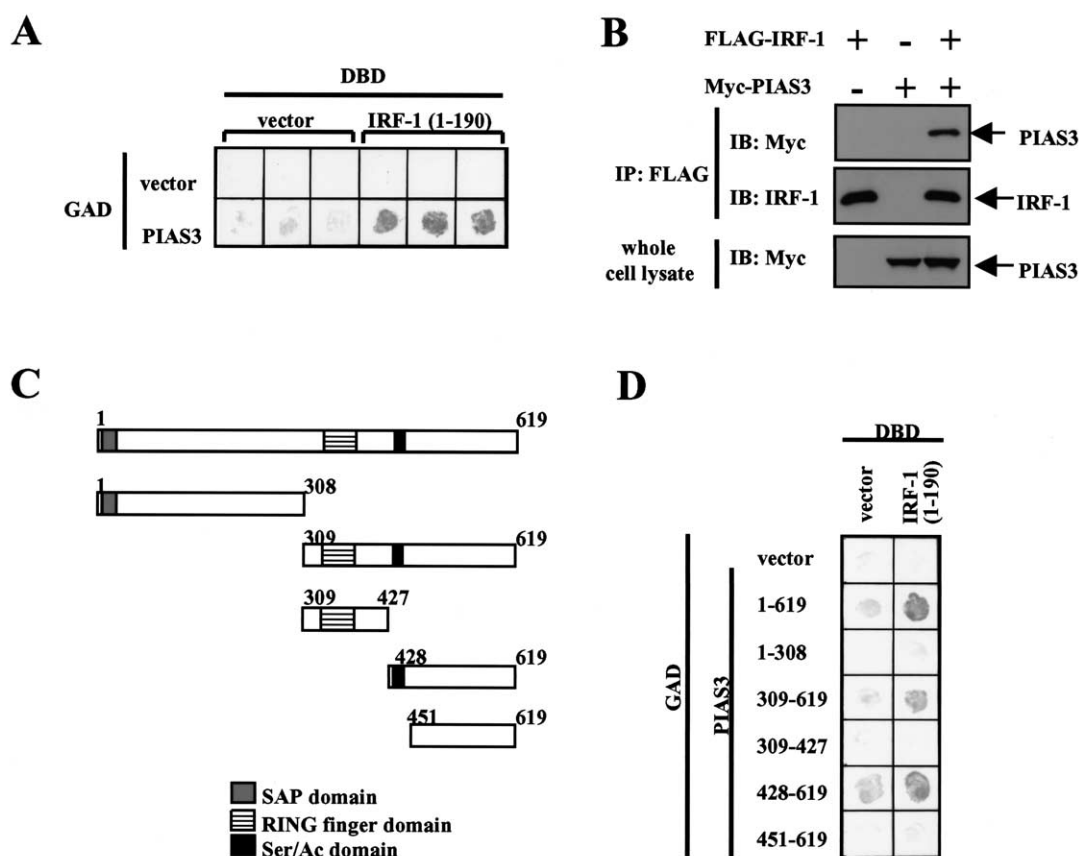 A
DBD
vector IRF-1 (1-190)
GAD
vector
PIAS3
B
FLAG-IRF-1 + - +
Myc-PIAS3 - + +
IP: FLAG
IB: Myc PIAS3
IB: IRF-1 IRF-1
whole
cell lysate
IB: Myc PIAS3
C
1 619
1 308
309 619
309 427
428 619
451 619
SAP domain
RING finger domain
Ser/Ac domain
D
DBD
vector
IRF-1
(1-190)
GAD
PIAS3
vector
1-619
1-308
309-619
309-427
428-619
451-619